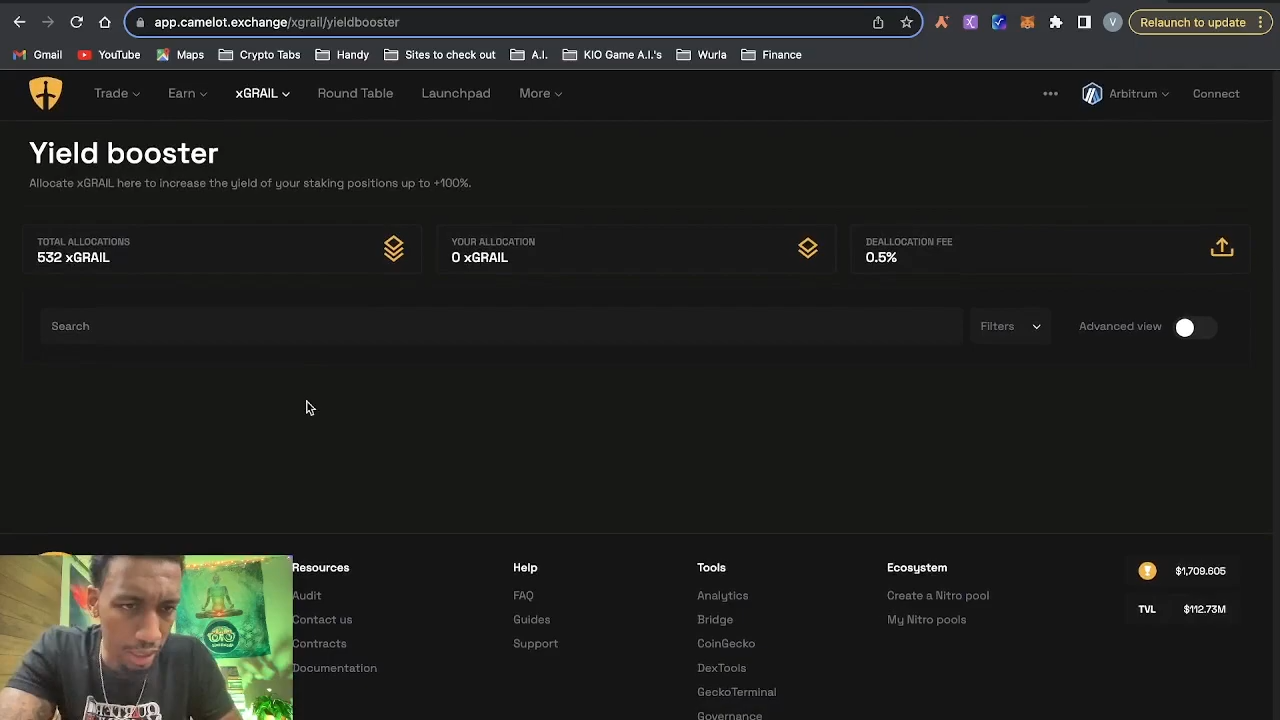 app.camelot.exchange/xgrail/yieldbooster
V
Relaunch to update
Gmail
YouTube
Maps
Crypto Tabs
Handy
Sites to check out
A.I.
KIO Game A.I.'s
Wurla
Finance
Trade
Earn
xGRAIL
Round Table
Launchpad
More
Arbitrum
Connect
Yield booster
Allocate xGRAIL here to increase the yield of your staking positions up to +100%.
TOTAL ALLOCATIONS
532 xGRAIL
YOUR ALLOCATION
0 xGRAIL
DEALLOCATION FEE
0.5%
Search
Filters
Advanced view
Resources
Audit
Contact us
Contracts
Documentation
Help
FAQ
Guides
Support
Tools
Analytics
Bridge
CoinGecko
DexTools
GeckoTerminal
Governance
Ecosystem
Create a Nitro pool
My Nitro pools
$1,709.605
TVL
$112.73M